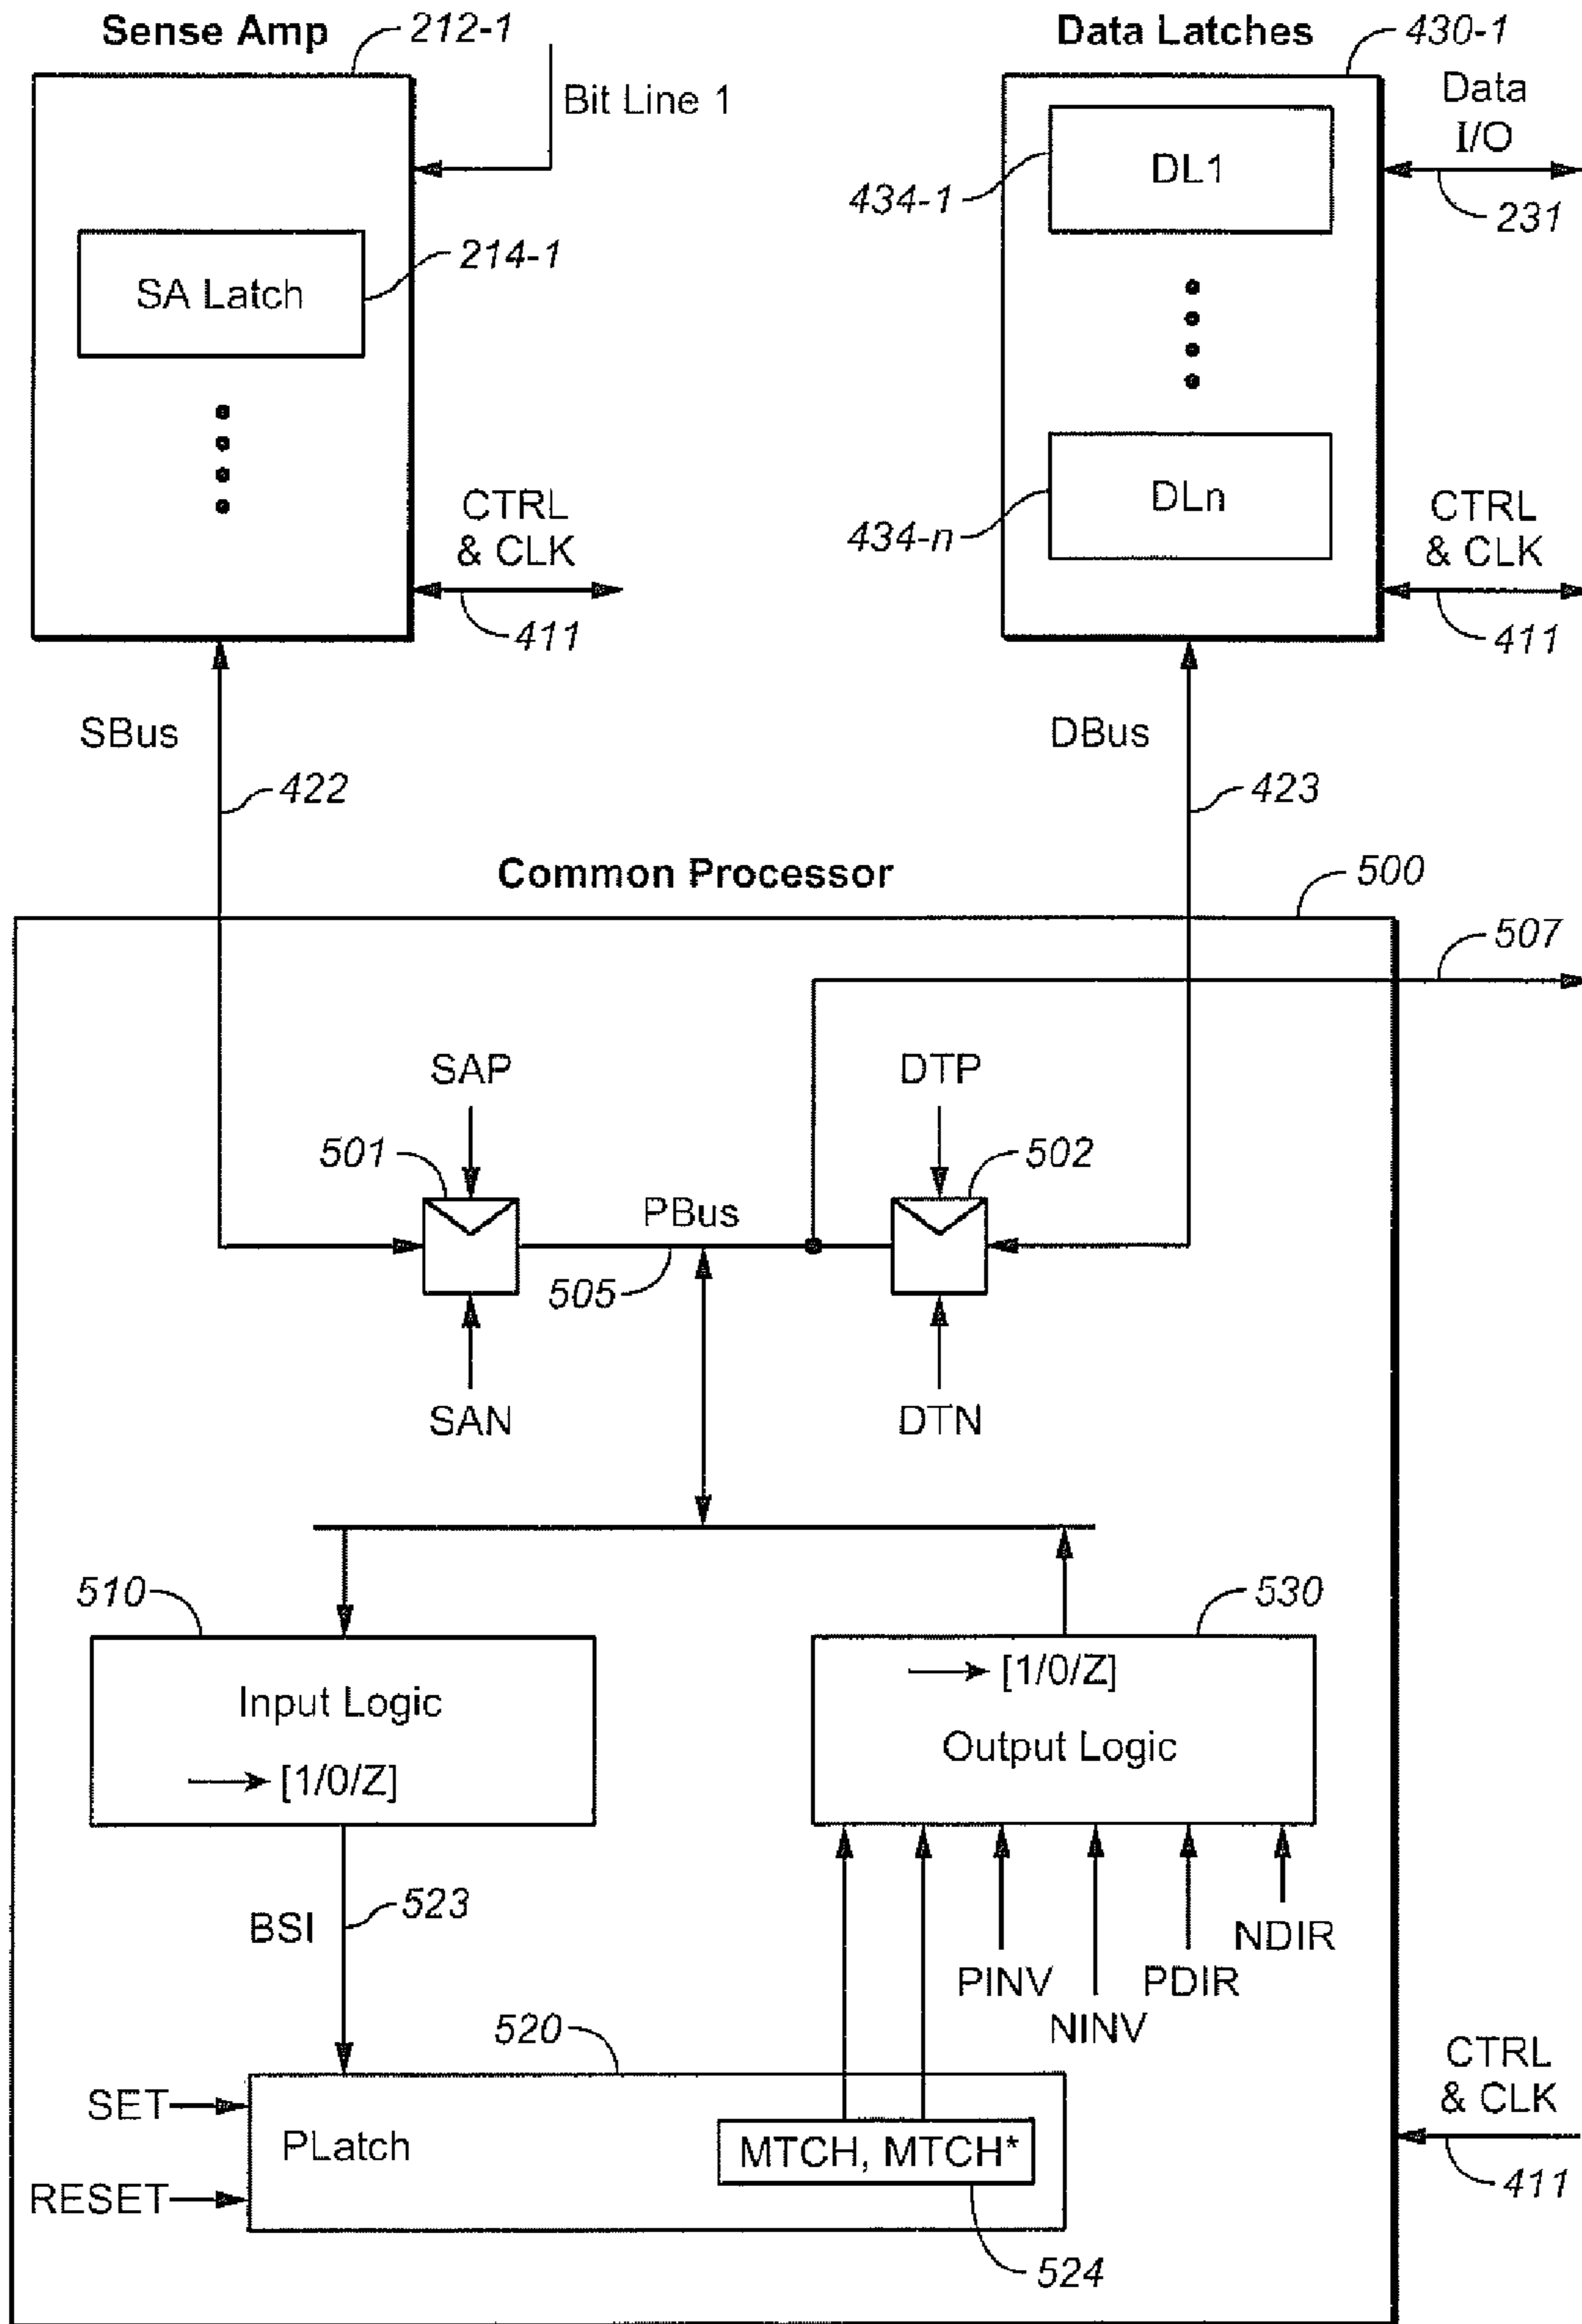 Sense Amp
212-1
Data Latches
430-1
Bit Line 1
Data
I/O
DL1
434-1
231
214-1
SA Latch
CTRL
& CLK
DLn
434-n
CTRL
& CLK
411
411
SBus
DBus
422
423
Common Processor
500
507
SAP
DTP
501
502
PBus
505
SAN
DTN
510
530
Input Logic
[1/0/Z]
[1/0/Z]
Output Logic
BSI
523
NDIR
PINV
PDIR
NINV
520
CTRL
& CLK
SET
PLatch
MTCH, MTCH*
RESET
411
524